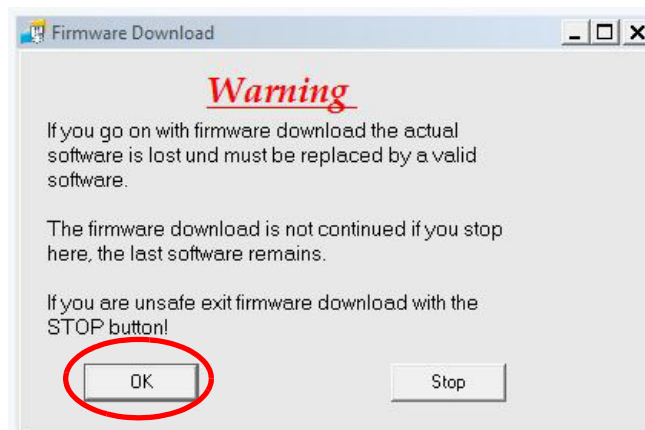 Firmware Download
Warning
If you go on with firmware download the actual
software is lost und must be replaced by a valid
software.
The firmware download is not continued if you stop
here, the last software remains.
If you are unsafe exit firmware download with the
STOP button!
OK
Stop